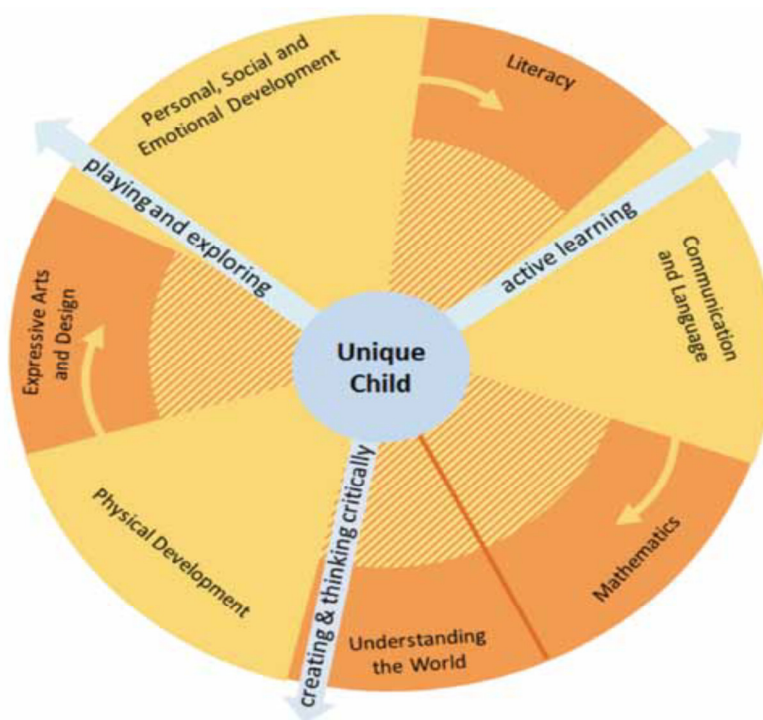 Personal, Social and
Emotional Development
Literacy
playing and exploring
active learning
Communication
and Language
Expressive Arts
and Design
Unique
Child
Physical Development
creating & thinking critically
Mathematics
Understanding
the World